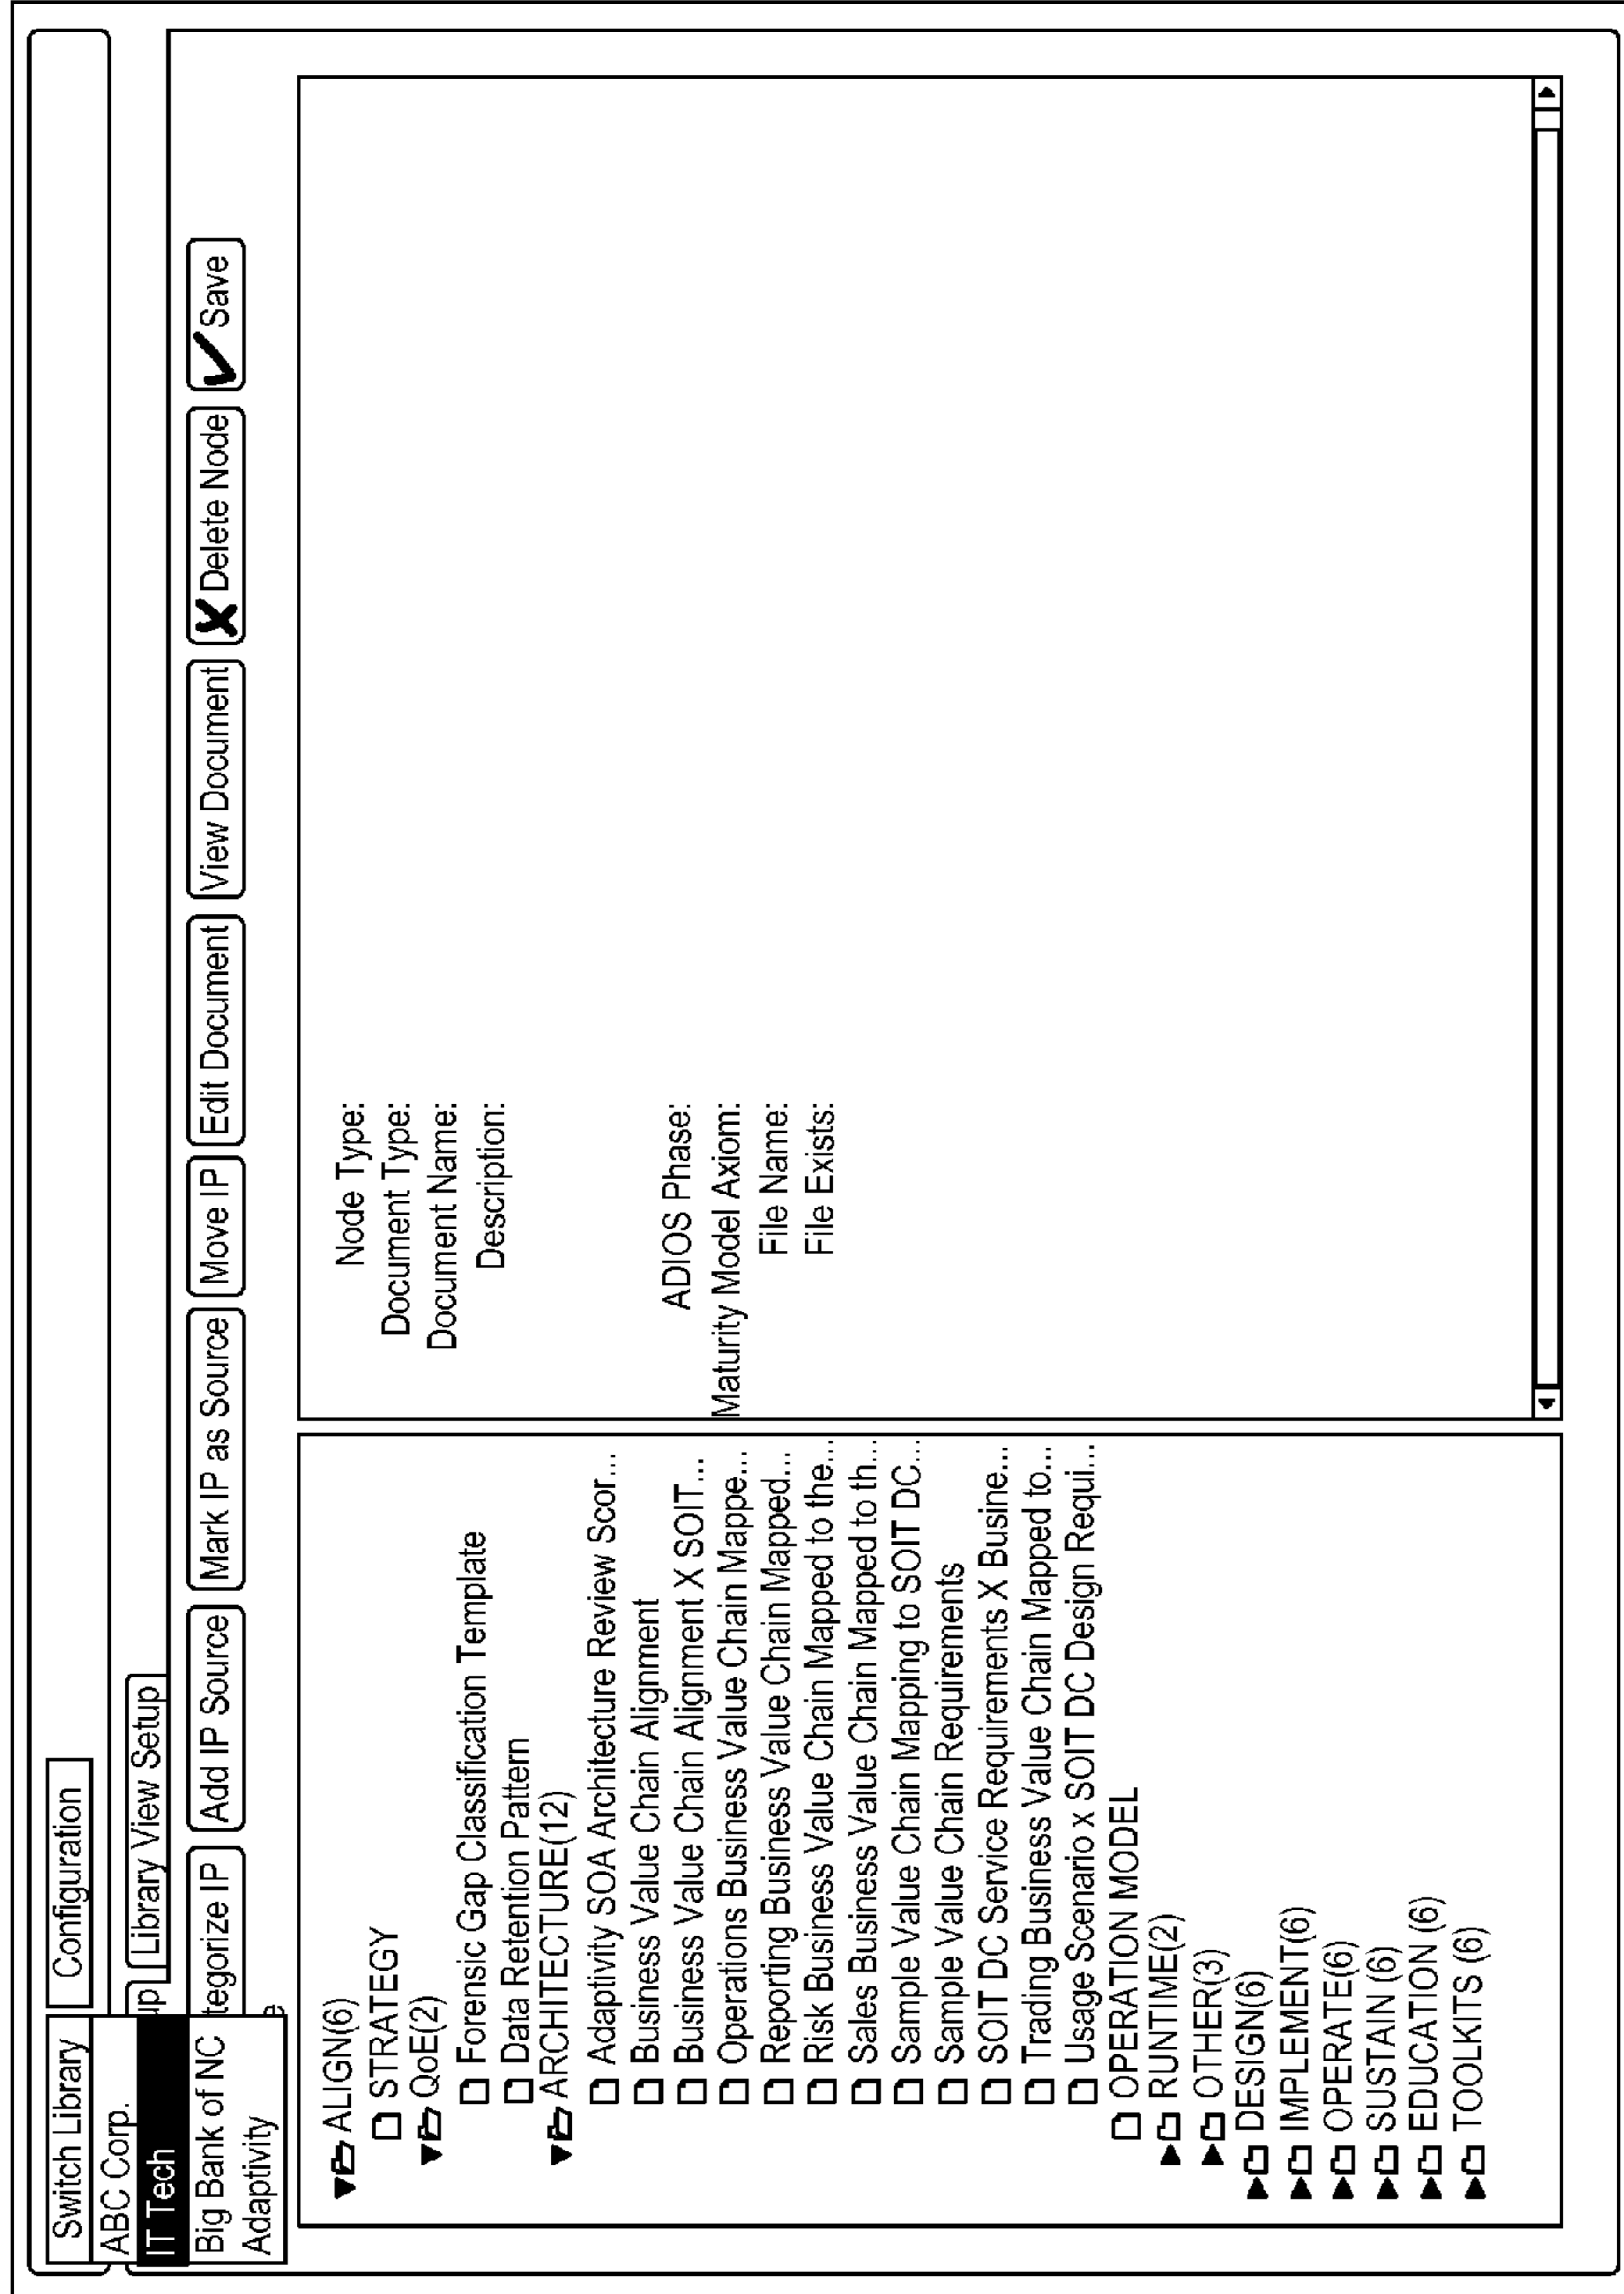 Switch Library
Configuration
ABC Corp.
IT Tech
Big Bank of NC
Adaptivity
up
Library View Setup
tegorize IP
Add IP Source
Mark IP as Source
Move IP
Edit Document
View Document
Delete Node
Save
e
ALIGN(6)
STRATEGY
QoE(2)
Forensic Gap Classification Template
Data Retention Pattern
ARCHITECTURE(12)
Adaptivity SOA Architecture Review Scor...
Business Value Chain Alignment
Business Value Chain Alignment X SOIT...
Operations Business Value Chain Mappe...
Reporting Business Value Chain Mapped...
Risk Business Value Chain Mapped to the...
Sales Business Value Chain Mapped to th...
Sample Value Chain Mapping to SOIT DC...
Sample Value Chain Requirements
SOIT DC Service Requirements X Busine...
Trading Business Value Chain Mapped to...
Usage Scenario x SOIT DC Design Requi...
OPERATION MODEL
RUNTIME(2)
OTHER(3)
DESIGN(6)
IMPLEMENT(6)
OPERATE(6)
SUSTAIN (6)
EDUCATION (6)
TOOLKITS (6)
Node Type:
Document Type:
Document Name:
Description:
ADIOS Phase:
Maturity Model Axiom:
File Name:
File Exists: